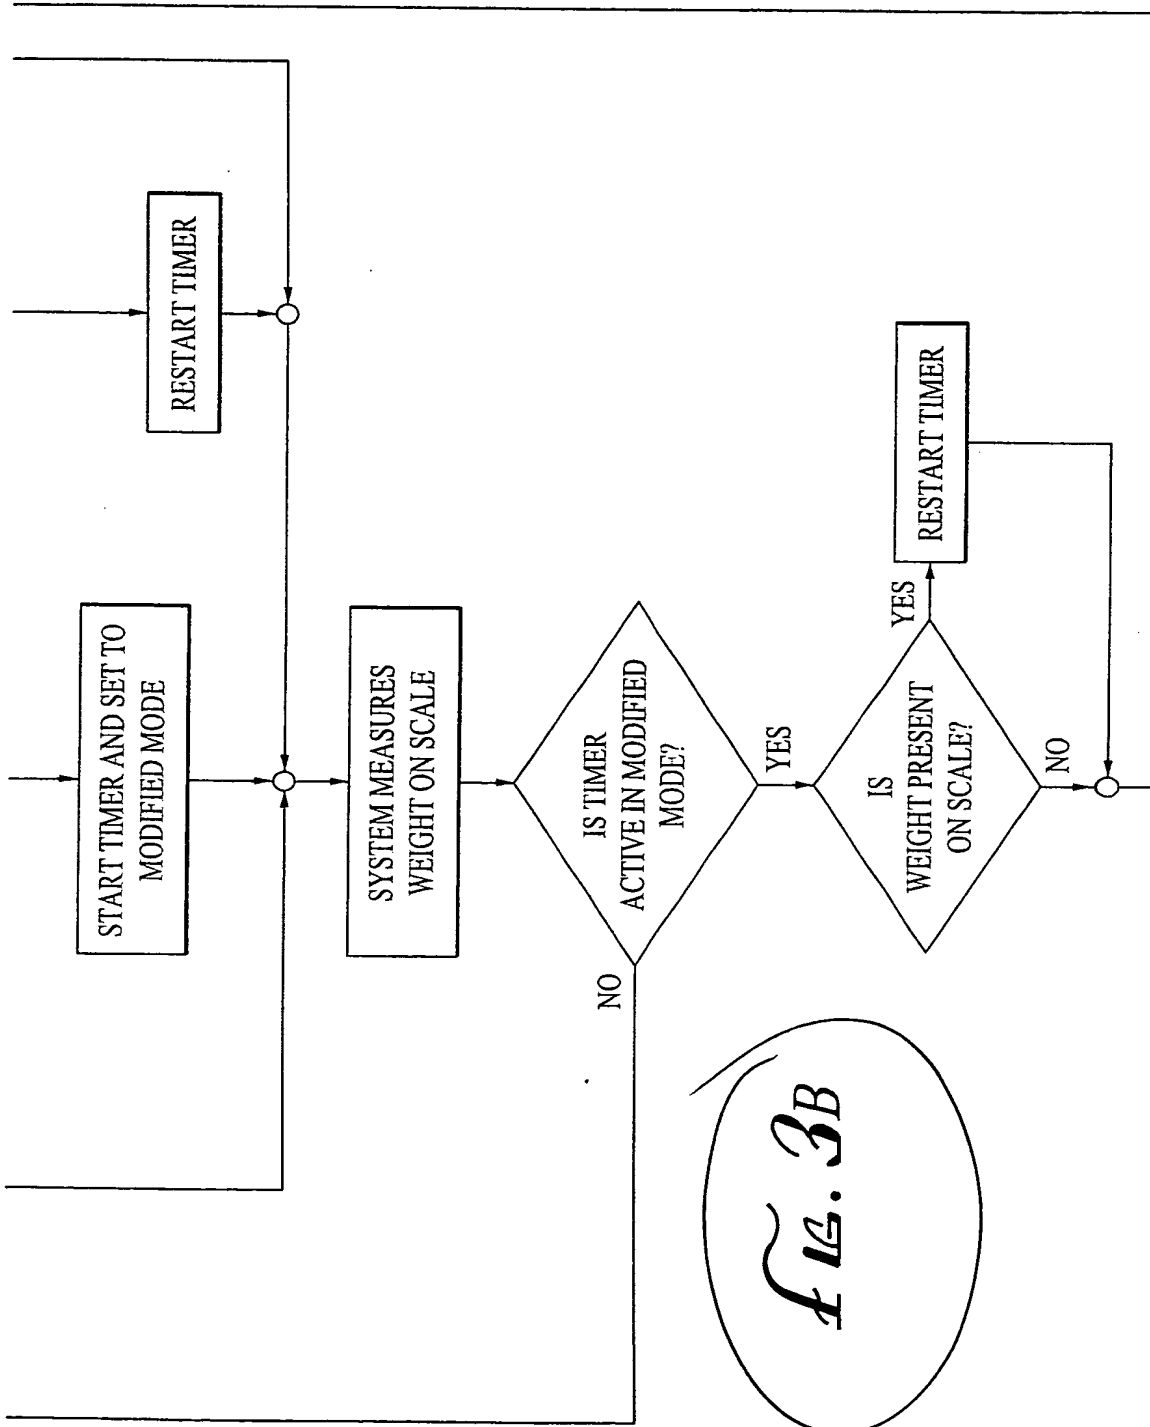 RESTART TIMER
START TIMER AND SET TO
MODIFIED MODE
SYSTEM MEASURES
WEIGHT ON SCALE
IS TIMER
ACTIVE IN MODIFIED
MODE?
NO
YES
IS
WEIGHT PRESENT
ON SCALE?
YES
RESTART TIMER
NO
FIG. 3B